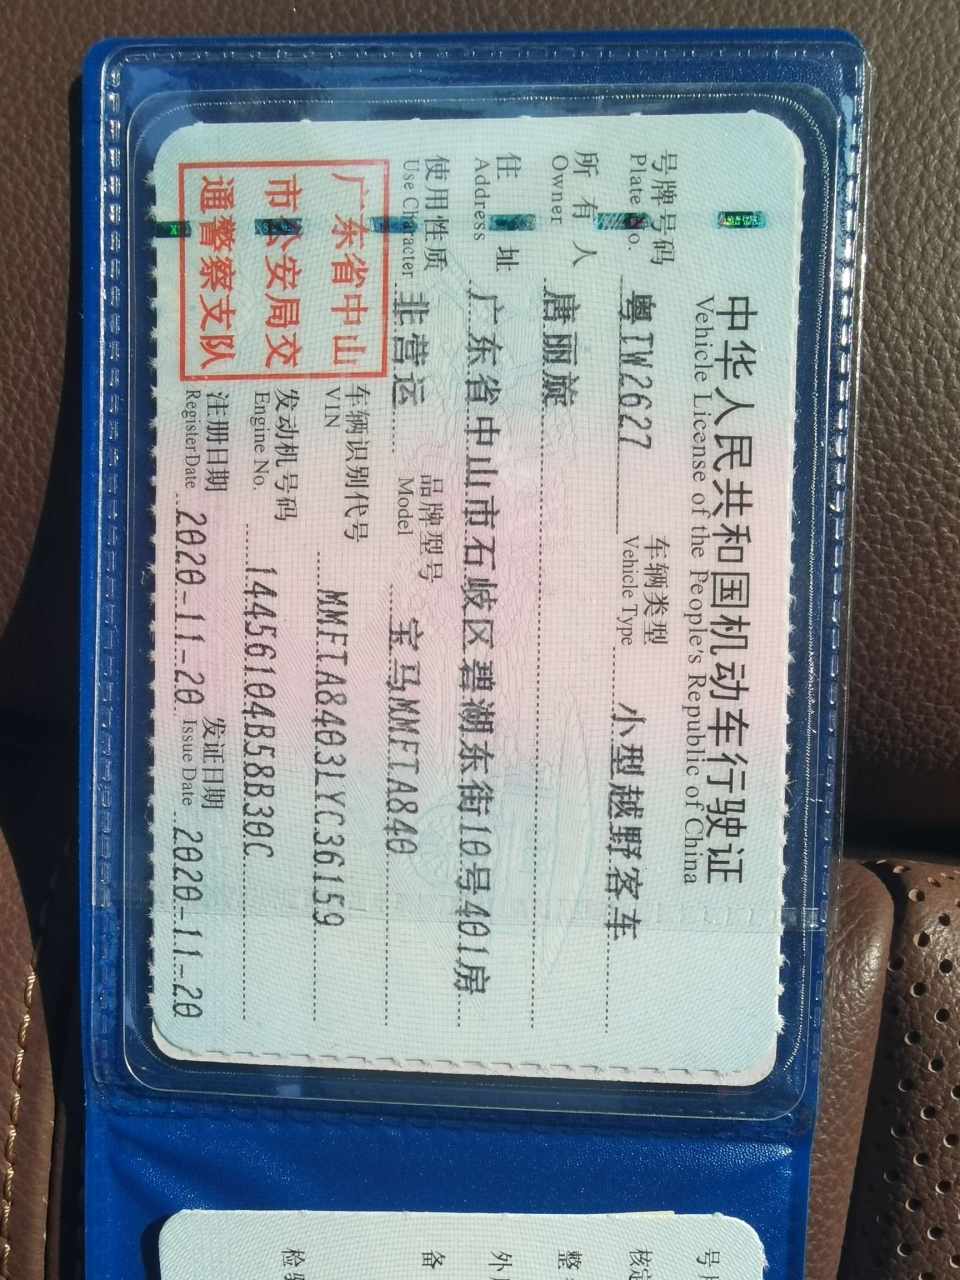 中华人民共和国机动车行驶证
Vehicle License of the People's Republic of China
号牌号码 粤TW2627 车辆类型 小型越野客车
Plate No. Vehicle Type
所有人 唐丽旋
Owner
住址 广东省中山市石岐区碧湖东街10号401房
Address
使用性质 非营运 品牌型号 宝马MMFTA840
Use Character Model
广东省中山
市公安局交
通警察支队
车辆识别代号 MMFTA8403LYC36159
VIN
发动机号码 14456104B58B30C
Engine No.
注册日期 2020-11-20 发证日期 2020-11-20
Register Date Issue Date
号
核定
整
外
备
检